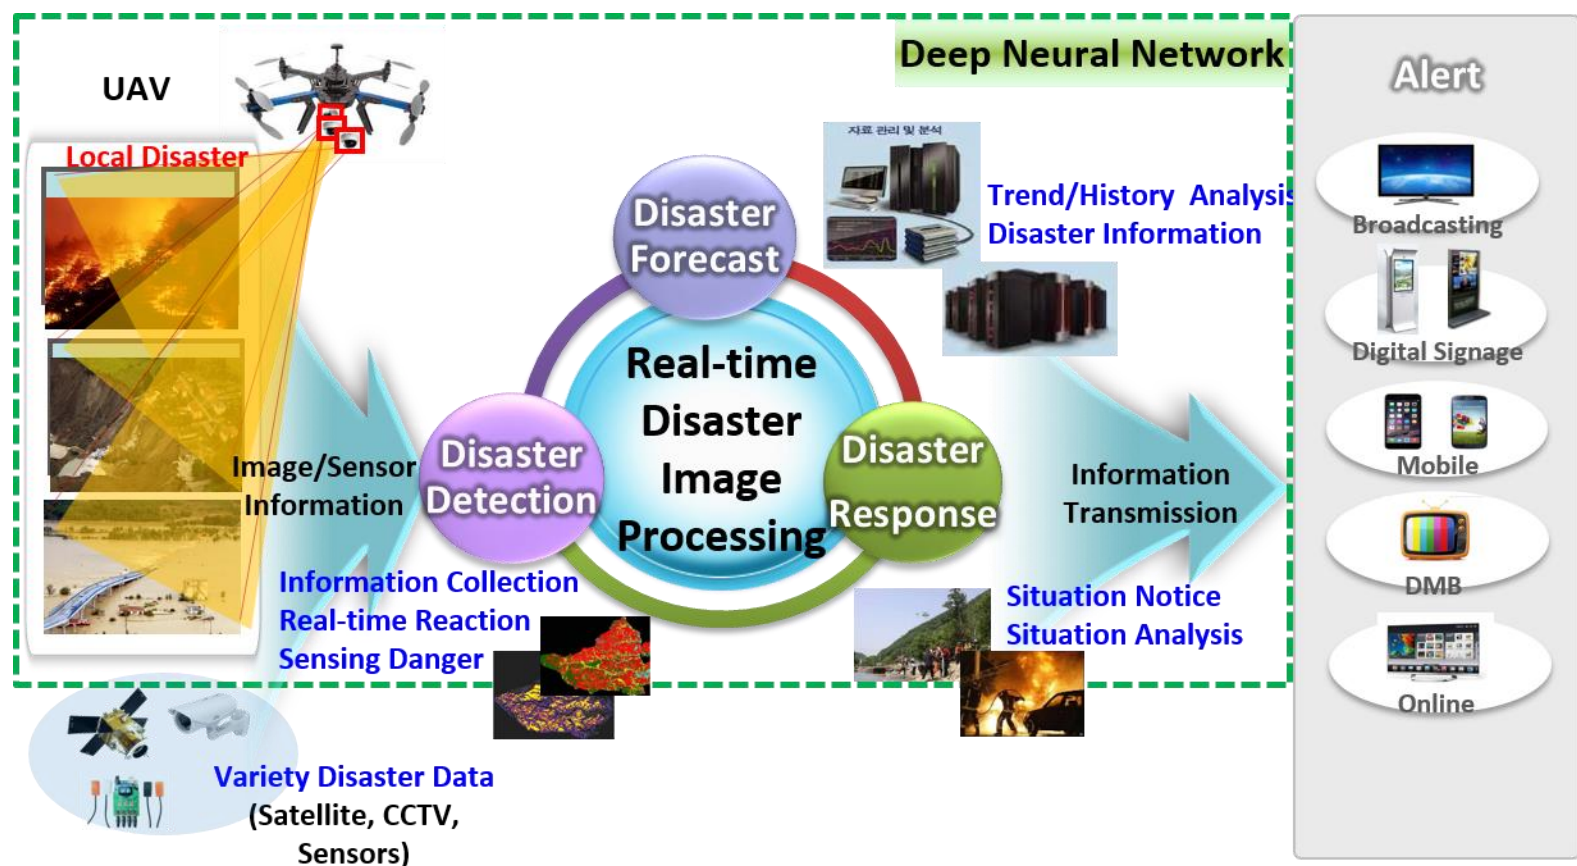 Deep Neural Network
UAV
Local Disaster
Image/Sensor
Information
Disaster
Forecast
Disaster
Detection
Disaster
Response
Real-time
Disaster
Image
Processing
자료 관리 및 분석
Trend/History  Analysis
Disaster Information
Information Collection
Real-time Reaction
Sensing Danger
Situation Notice
Situation Analysis
Information
Transmission
Variety Disaster Data
(Satellite, CCTV,
Sensors)
Alert
Broadcasting
Digital Signage
Mobile
DMB
Online